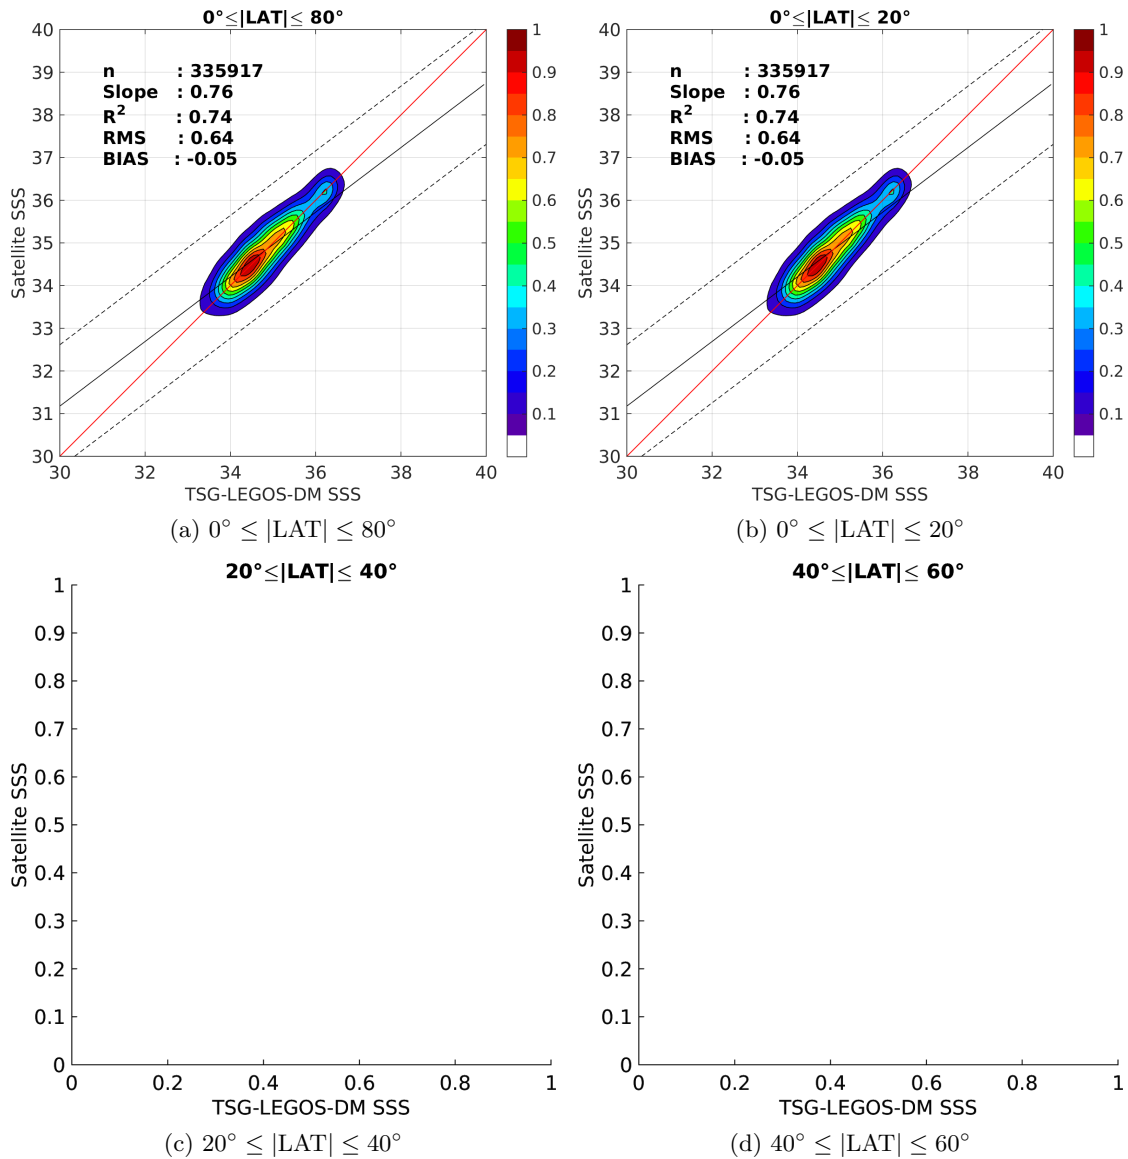 0°≤|LAT|≤ 80°
40
39
38
37
36
35
34
33
32
31
30
Satellite SSS
n : 335917
Slope : 0.76
R² : 0.74
RMS : 0.64
BIAS : -0.05
30 32 34 36 38 40
TSG-LEGOS-DM SSS
1
0.9
0.8
0.7
0.6
0.5
0.4
0.3
0.2
0.1
(a) 0° ≤ |LAT| ≤ 80°
0°≤|LAT|≤ 20°
40
39
38
37
36
35
34
33
32
31
30
Satellite SSS
n : 335917
Slope : 0.76
R² : 0.74
RMS : 0.64
BIAS : -0.05
30 32 34 36 38 40
TSG-LEGOS-DM SSS
1
0.9
0.8
0.7
0.6
0.5
0.4
0.3
0.2
0.1
(b) 0° ≤ |LAT| ≤ 20°
20°≤|LAT|≤ 40°
1
0.9
0.8
0.7
0.6
0.5
0.4
0.3
0.2
0.1
0
Satellite SSS
0 0.2 0.4 0.6 0.8 1
TSG-LEGOS-DM SSS
(c) 20° ≤ |LAT| ≤ 40°
40°≤|LAT|≤ 60°
1
0.9
0.8
0.7
0.6
0.5
0.4
0.3
0.2
0.1
0
Satellite SSS
0 0.2 0.4 0.6 0.8 1
TSG-LEGOS-DM SSS
(d) 40° ≤ |LAT| ≤ 60°